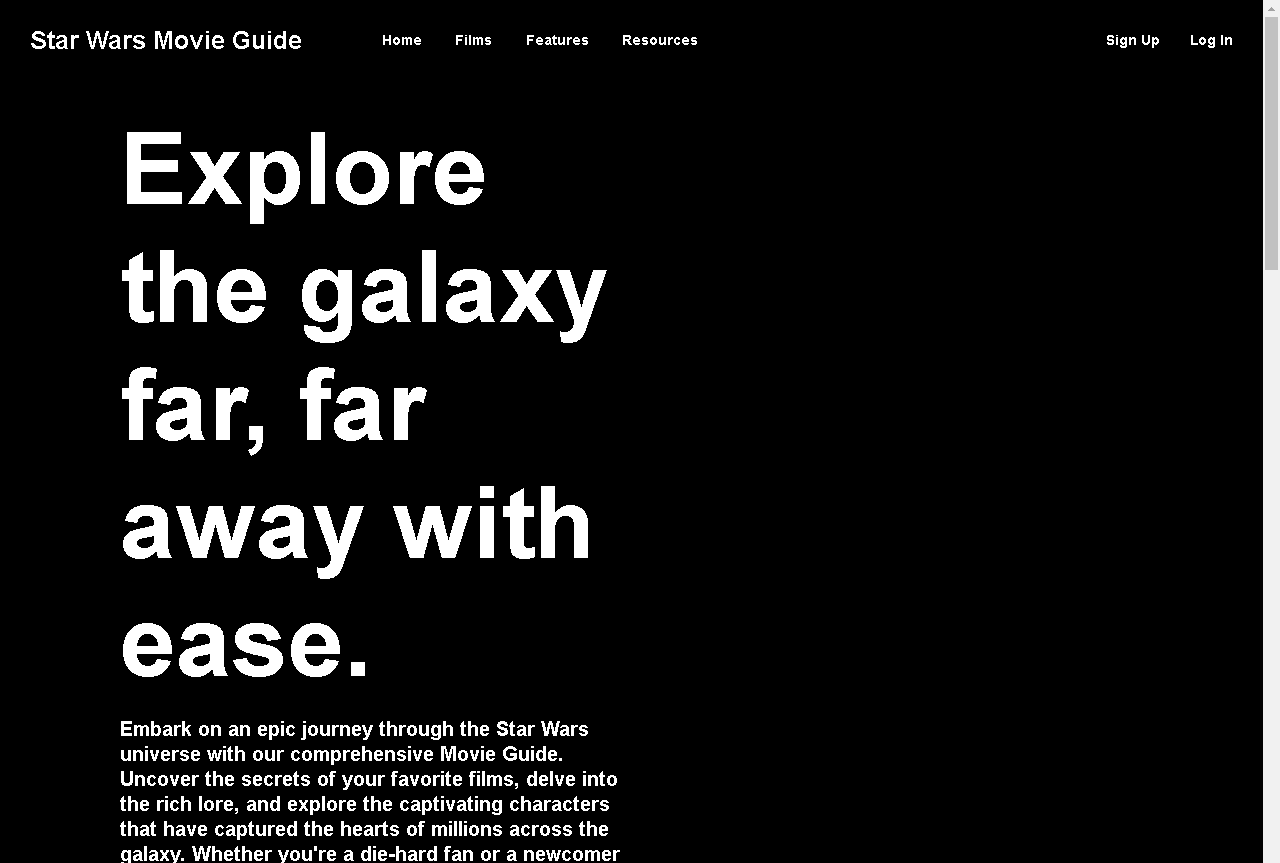 Star Wars Movie Guide Home Films Features Resources Sign Up Log In
Explore
the galaxy
far, far
away with
ease.
Embark on an epic journey through the Star Wars
universe with our comprehensive Movie Guide.
Uncover the secrets of your favorite films, delve into
the rich lore, and explore the captivating characters
that have captured the hearts of millions across the
galaxy. Whether you're a die-hard fan or a newcomer